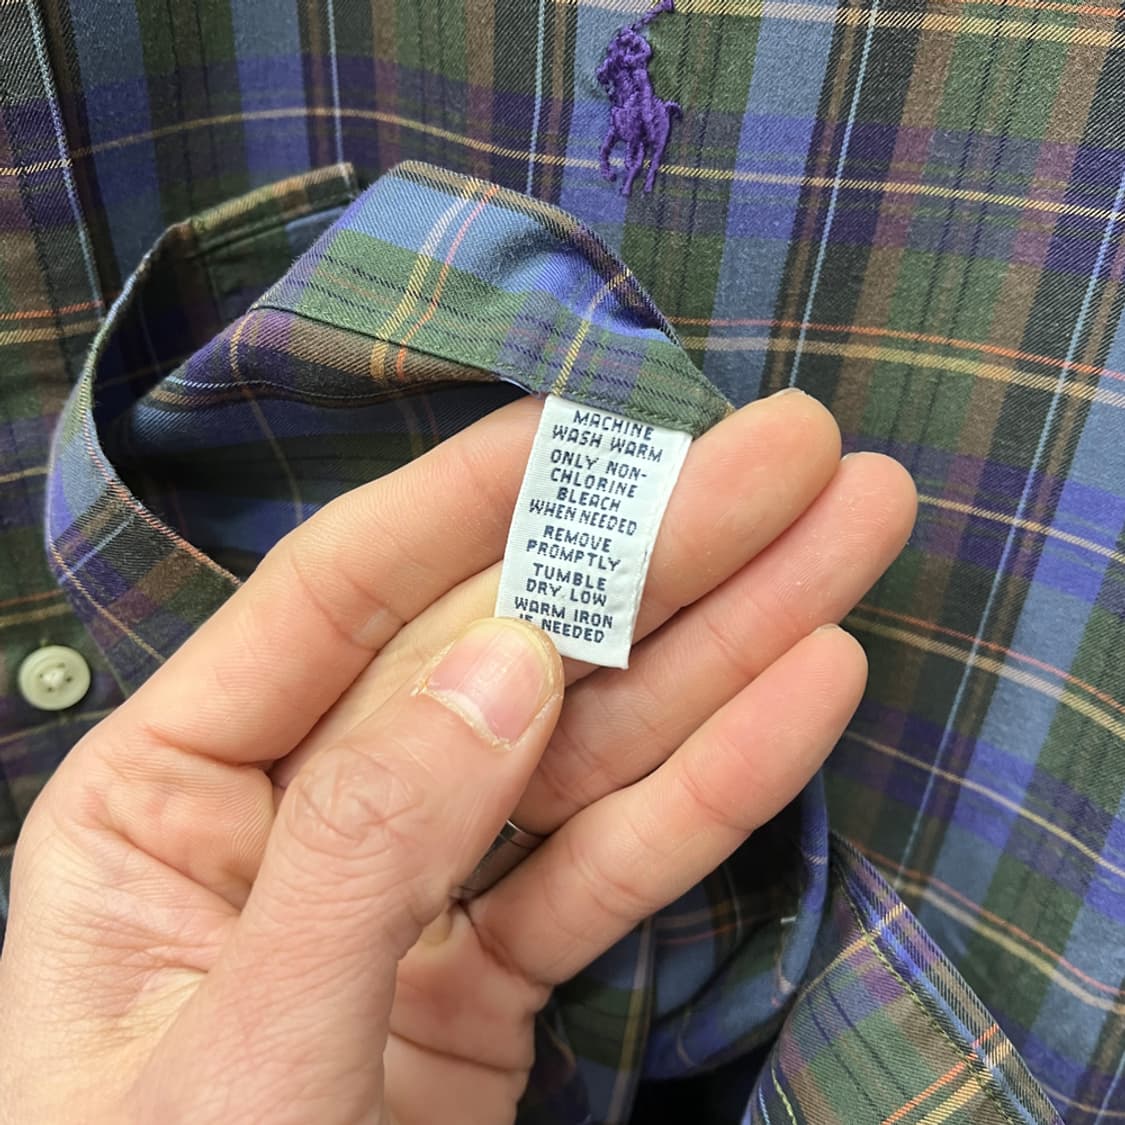 MACHINE
WASH WARM
ONLY NON-
CHLORINE
BLEACH
WHEN NEEDED
REMOVE
PROMPTLY
TUMBLE
DRY LOW
WARM IRON
IF NEEDED